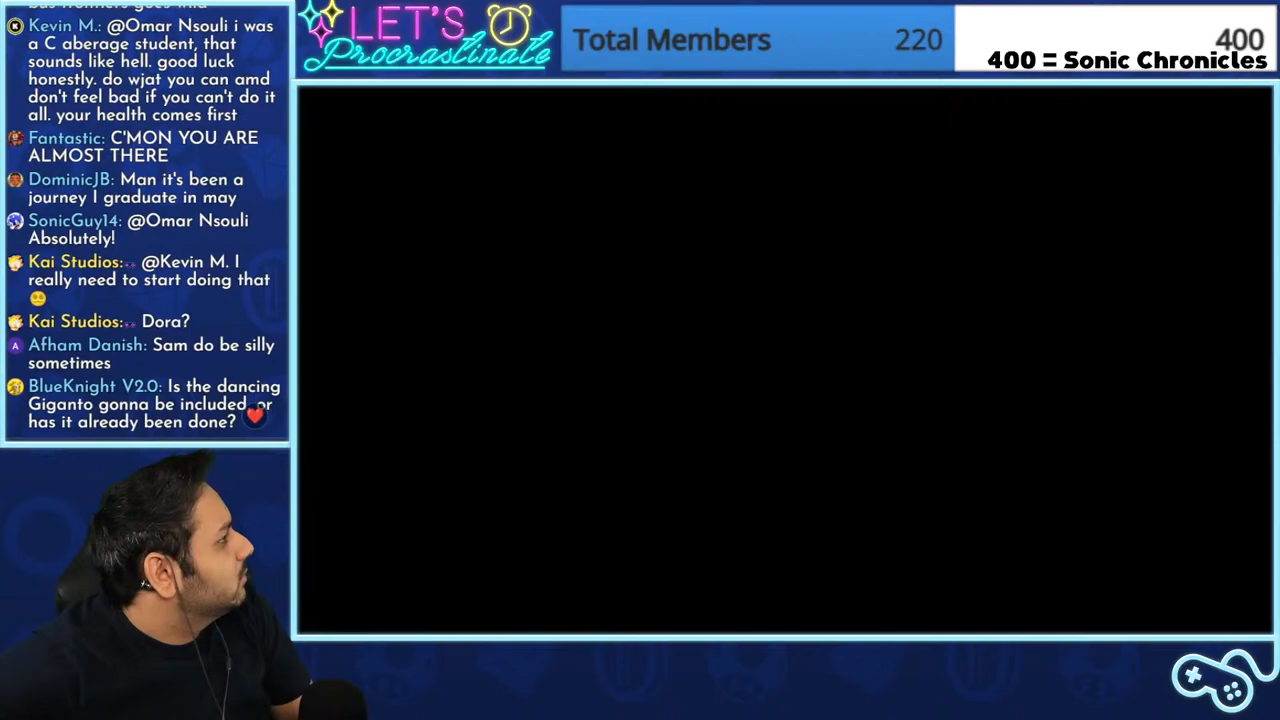 Kevin M.: @Omar Nsouli i was
a C aberage student, that
sounds like hell. good luck
honestly. do wjat you can amd
don't feel bad if you can't do it
all. your health comes first
Fantastic: C'MON YOU ARE
ALMOST THERE
DominicJB: Man it's been a
journey I graduate in may
SonicGuy14: @Omar Nsouli
Absolutely!
Kai Studios: @Kevin M. I
really need to start doing that
Kai Studios: Dora?
Afham Danish: Sam do be silly
sometimes
BlueKnight V2.0: Is the dancing
Giganto gonna be included or
has it already been done?
LET'S
Procrastinate
Total Members 220 400
400 = Sonic Chronicles